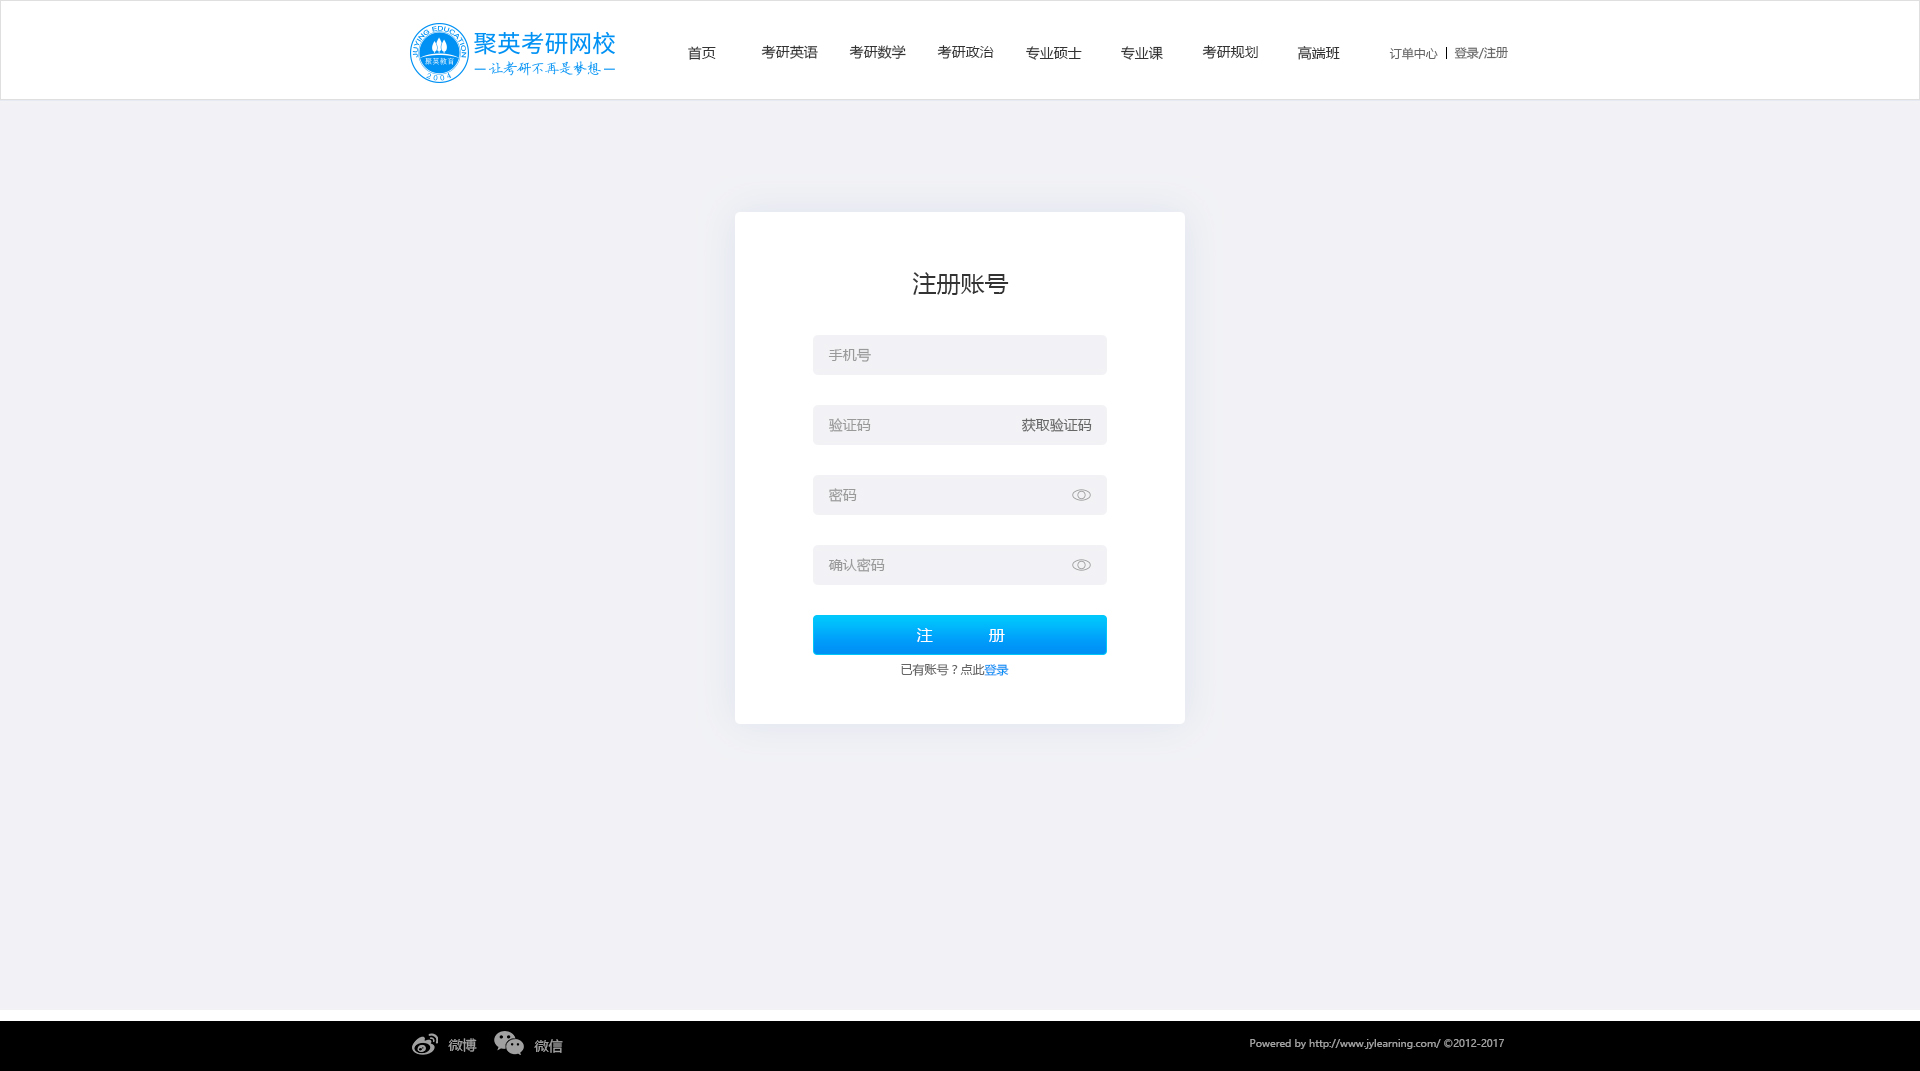 JUYING EDUCATION
聚英教育
2004
聚英考研网校
—让考研不再是梦想—
首页 考研英语 考研数学 考研政治 专业硕士 专业课 考研规划 高端班 订单中心 | 登录/注册
注册账号
手机号
验证码 获取验证码
密码
确认密码
注 册
已有账号？点此登录
微博 微信 Powered by http://www.jylearning.com/ ©2012-2017